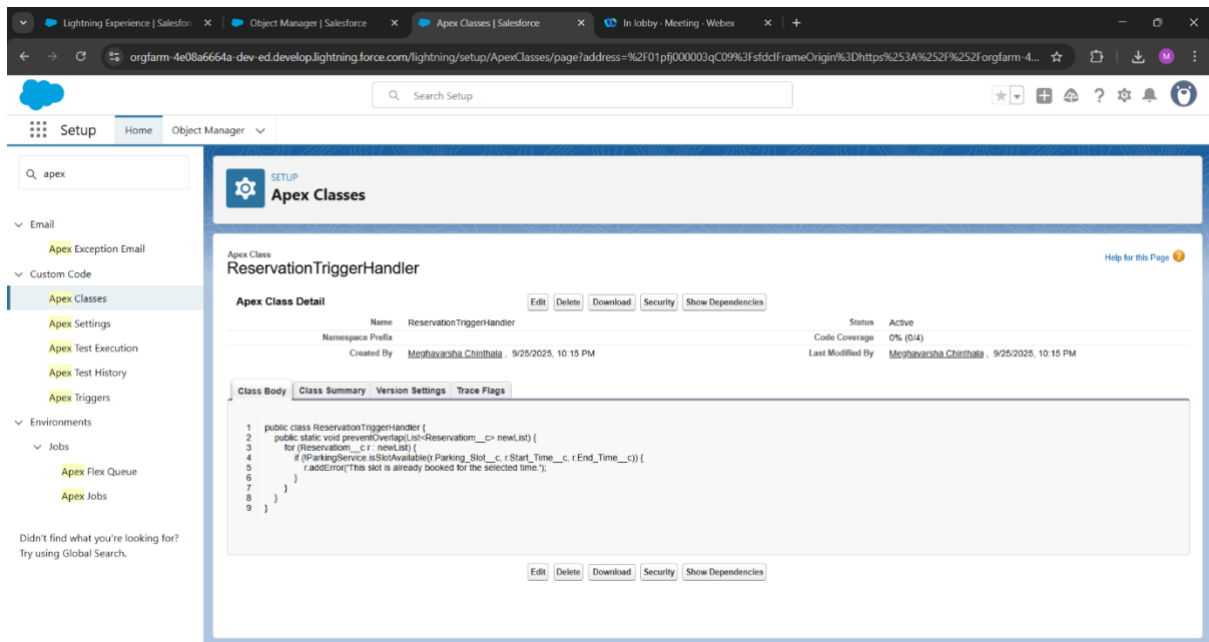 Lightning Experience | Salesfor
Object Manager | Salesforce
Apex Classes | Salesforce
In lobby - Meeting - Webex
orgfarm-4e08a6664a-dev-ed.develop.lightning.force.com/lightning/setup/ApexClasses/page?address=%2F01pfj000003qC09%3FsfdcIFrameOrigin%3Dhttps%253A%252F%252Forgfarm-4...
M
Search Setup
Setup
Home
Object Manager
apex
Email
Apex Exception Email
Custom Code
Apex Classes
Apex Settings
Apex Test Execution
Apex Test History
Apex Triggers
Environments
Jobs
Apex Flex Queue
Apex Jobs
Didn't find what you're looking for?
Try using Global Search.
SETUP
Apex Classes
Apex Class
ReservationTriggerHandler
Help for this Page
Apex Class Detail
Edit Delete Download Security Show Dependencies
Name ReservationTriggerHandler Status Active
Namespace Prefix Code Coverage 0% (0/4)
Created By Meghavarsha Chinthala , 9/25/2025, 10:15 PM Last Modified By Meghavarsha Chinthala , 9/25/2025, 10:15 PM
Class Body Class Summary Version Settings Trace Flags
1 public class ReservationTriggerHandler {
2 public static void preventOverlap(List<Reservatiom__c> newList) {
3 for (Reservatiom__c r : newList) {
4 if (!ParkingService.isSlotAvailable(r.Parking_Slot__c, r.Start_Time__c, r.End_Time__c)) {
5 r.addError('This slot is already booked for the selected time.');
6 }
7 }
8 }
9 }
Edit Delete Download Security Show Dependencies